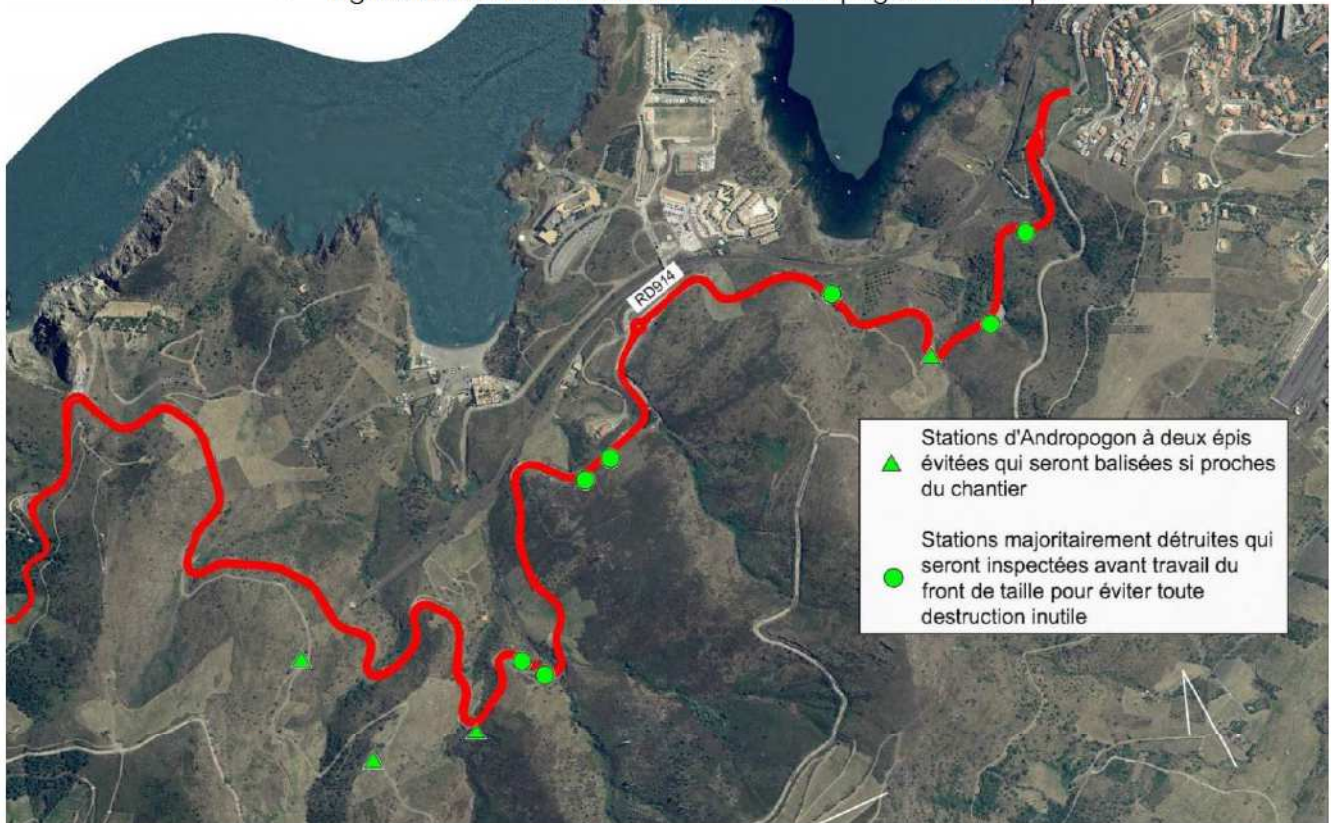 RD914
Stations d'Andropogon à deux épis
évitées qui seront balisées si proches
du chantier
Stations majoritairement détruites qui
seront inspectées avant travail du
front de taille pour éviter toute
destruction inutile